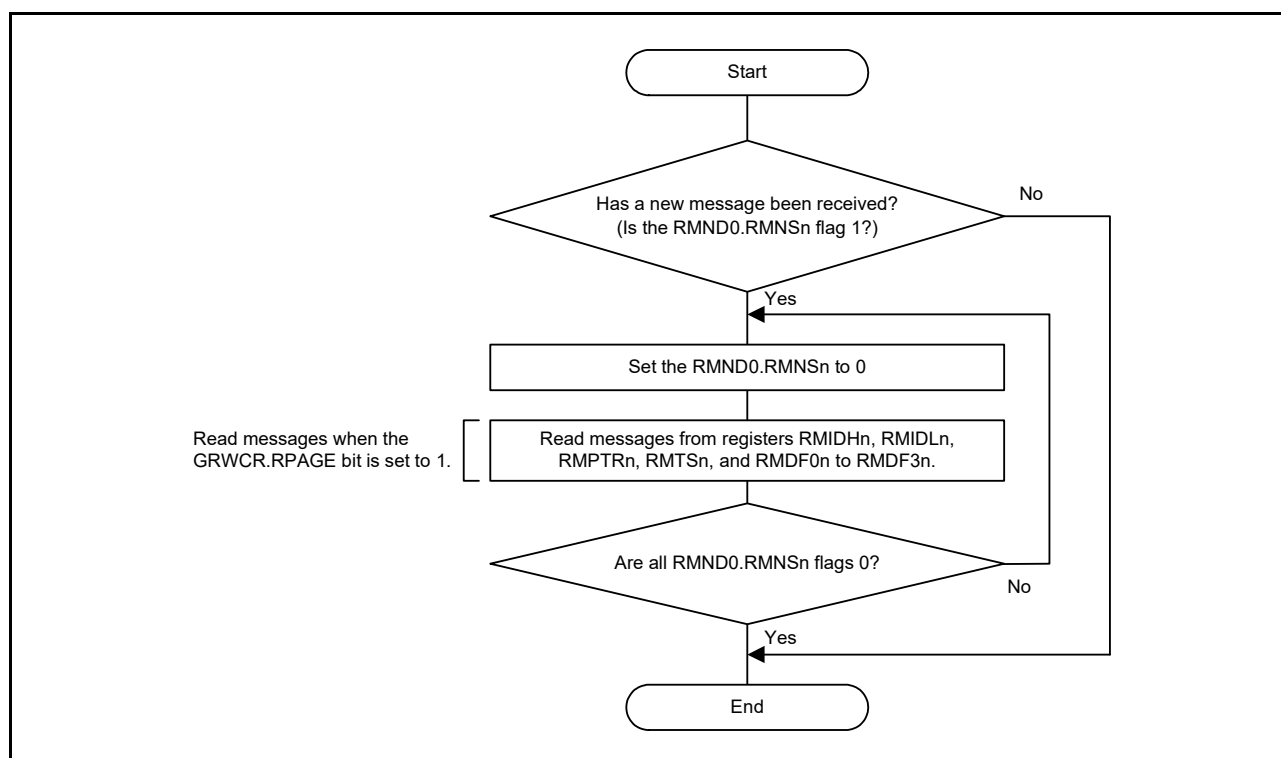 Start
Has a new message been received?
(Is the RMND0.RMNSn flag 1?)
No
Yes
Set the RMND0.RMNSn to 0
Read messages when the
GRWCR.RPAGE bit is set to 1.
Read messages from registers RMIDHn, RMIDLn,
RMPTRn, RMTSn, and RMDF0n to RMDF3n.
Are all RMND0.RMNSn flags 0?
No
Yes
End